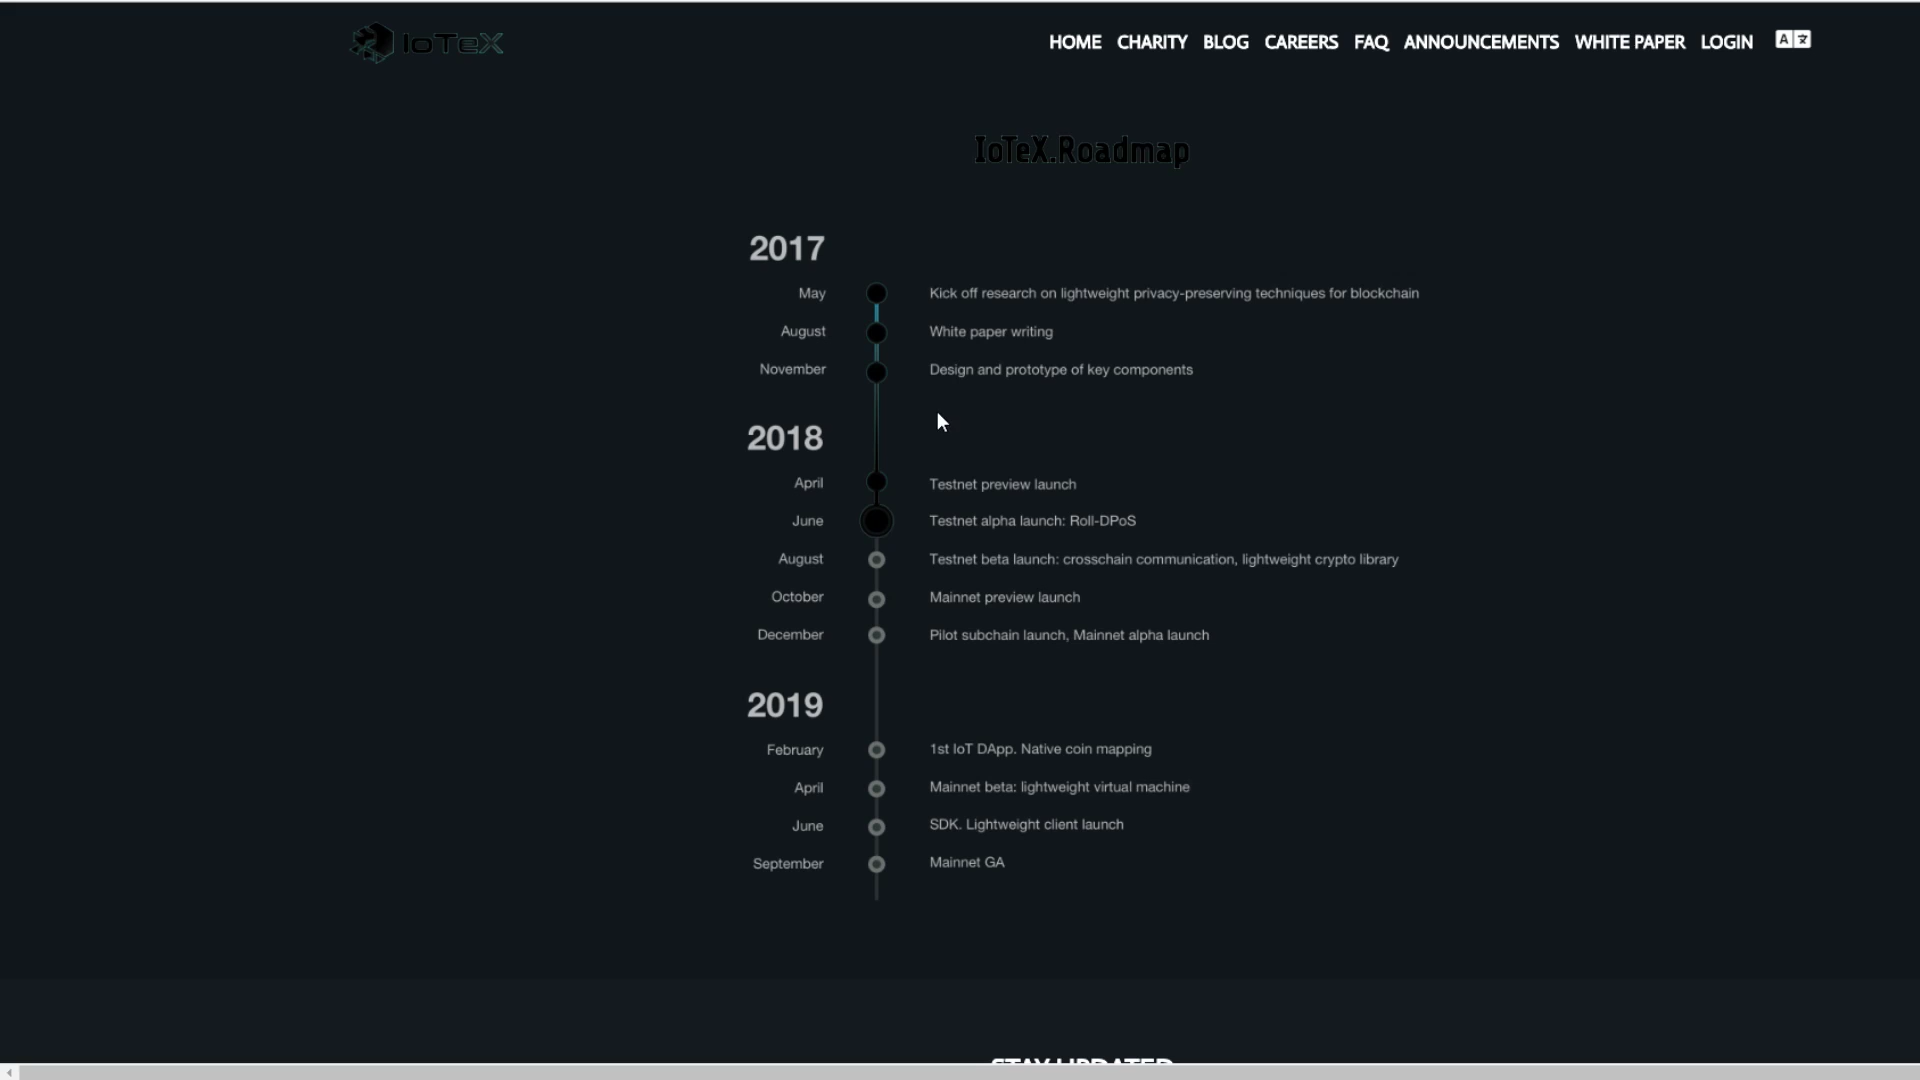 IoTeX
HOME CHARITY BLOG CAREERS FAQ ANNOUNCEMENTS WHITE PAPER LOGIN A
IoTeX.Roadmap
2017
May Kick off research on lightweight privacy-preserving techniques for blockchain
August White paper writing
November Design and prototype of key components
2018
April Testnet preview launch
June Testnet alpha launch: Roll-DPoS
August Testnet beta launch: crosschain communication, lightweight crypto library
October Mainnet preview launch
December Pilot subchain launch, Mainnet alpha launch
2019
February 1st IoT DApp. Native coin mapping
April Mainnet beta: lightweight virtual machine
June SDK. Lightweight client launch
September Mainnet GA
STAY UPDATED